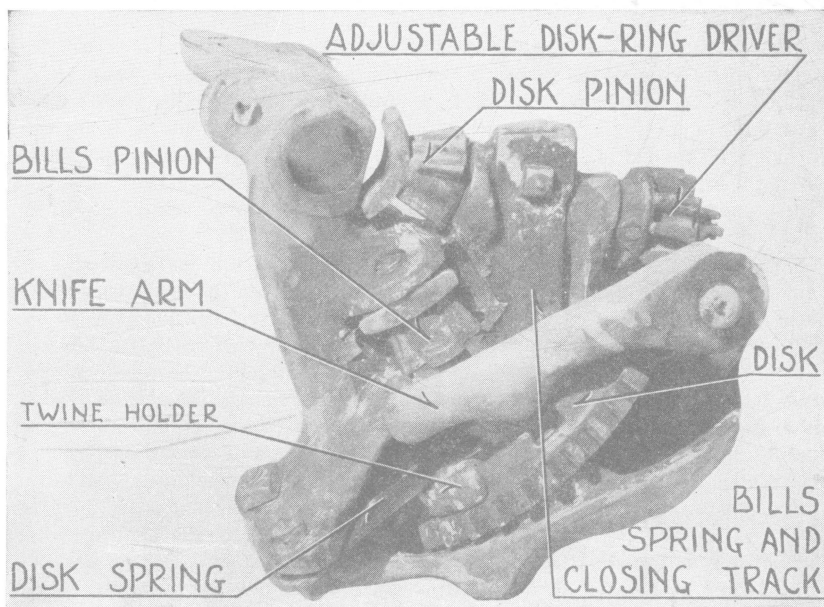 ADJUSTABLE DISK-RING DRIVER
DISK PINION
BILLS PINION
KNIFE ARM
DISK
TWINE HOLDER
BILLS
SPRING AND
CLOSING TRACK
DISK SPRING